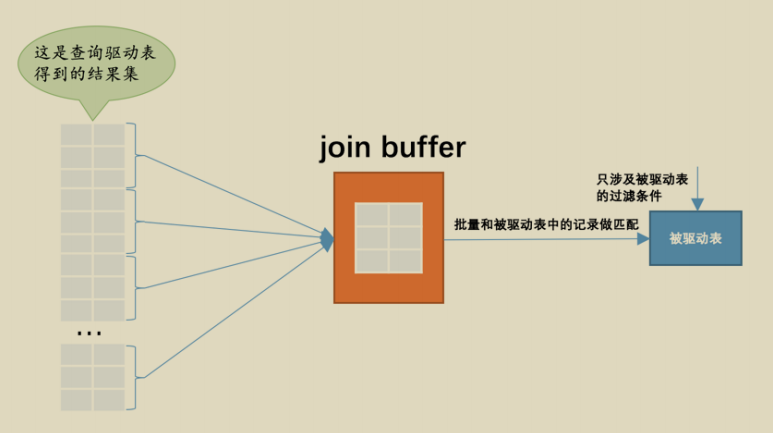 这是查询驱动表
得到的结果集
join buffer
只涉及被驱动表
的过滤条件
批量和被驱动表中的记录做匹配
被驱动表
...